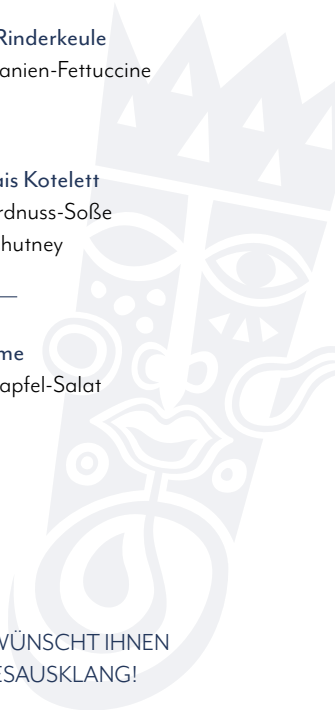 Rinderkeule
anien-Fettuccine
ais Kotelett
rdnuss-Soße
hutney
me
apfel-Salat
WÜNSCHT IHNEN
ESAUSKLANG!